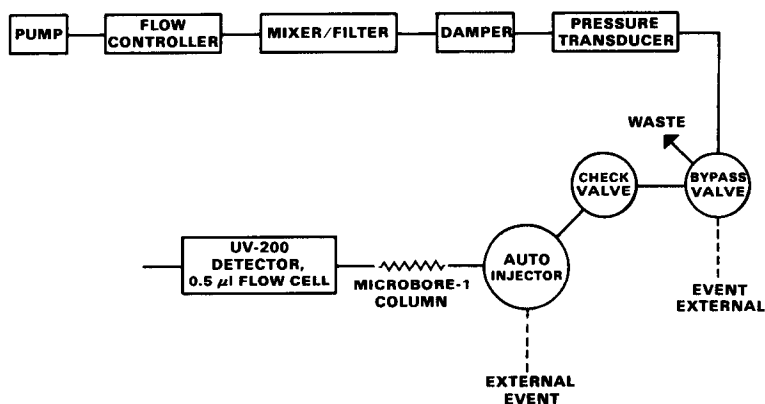 PUMP
FLOW
CONTROLLER
MIXER/FILTER
DAMPER
PRESSURE
TRANSDUCER
WASTE
CHECK
VALVE
BYPASS
VALVE
UV-200
DETECTOR,
0.5 µl FLOW CELL
MICROBORE-1
COLUMN
AUTO
INJECTOR
EVENT
EXTERNAL
EXTERNAL
EVENT